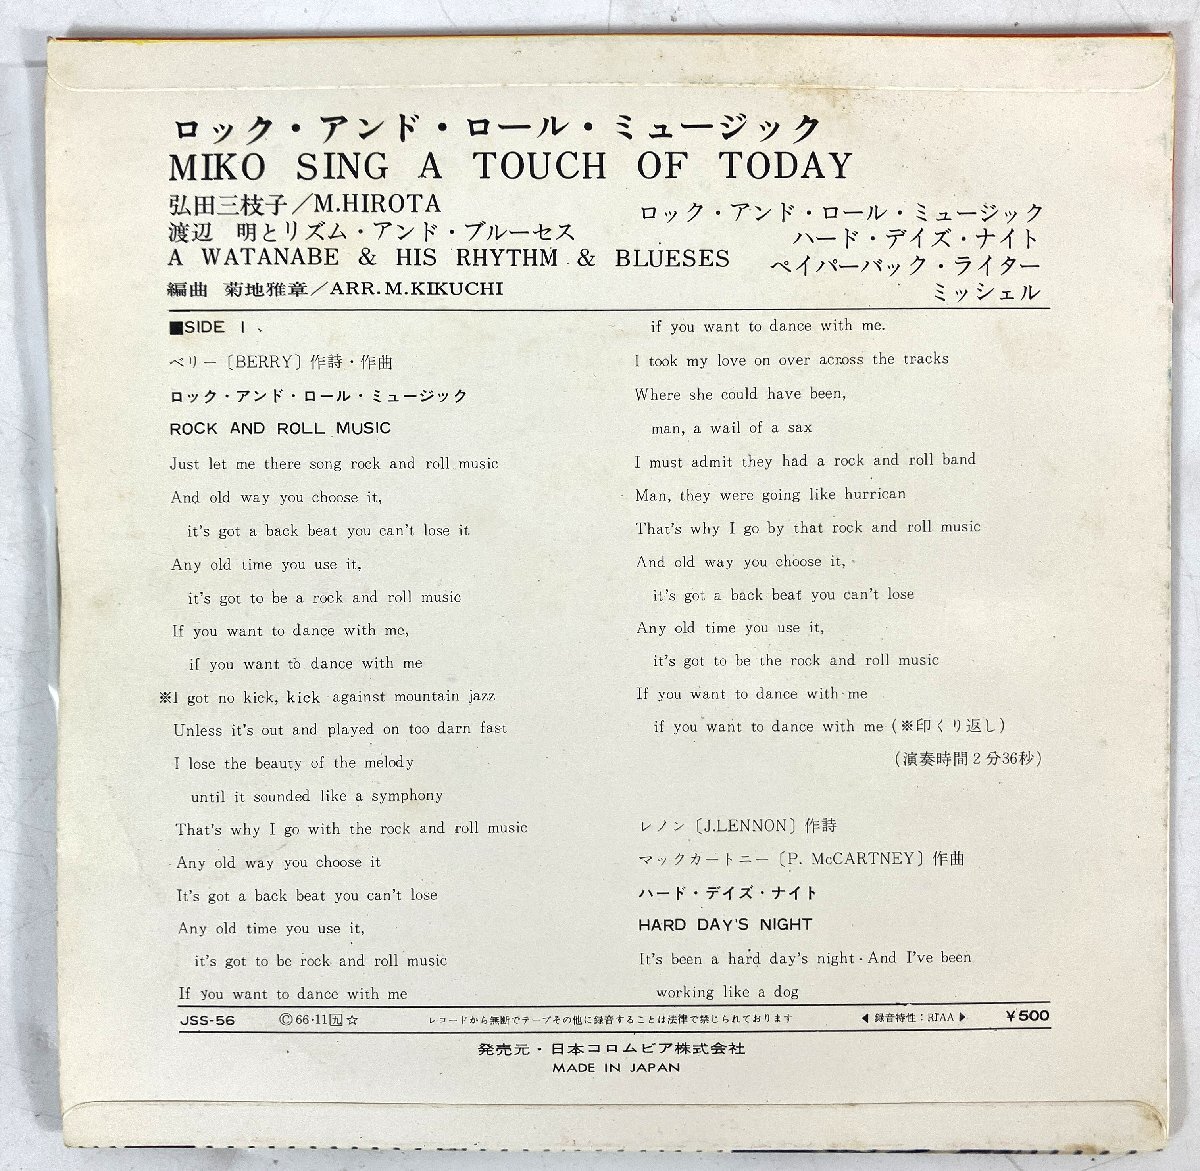 ロック・アンド・ロール・ミュージック
MIKO SING A TOUCH OF TODAY
弘田三枝子／M.HIROTA
渡辺 明とリズム・アンド・ブルーセス
A WATANABE & HIS RHYTHM & BLUESES
編曲 菊地雅章／ARR.M.KIKUCHI
ロック・アンド・ロール・ミュージック
ハード・デイズ・ナイト
ペイパーバック・ライター
ミッシェル
■SIDE 1、
ベリー〔BERRY〕作詩・作曲
ロック・アンド・ロール・ミュージック
ROCK AND ROLL MUSIC
Just let me there song rock and roll music
And old way you choose it,
it's got a back beat you can't lose it
Any old time you use it,
it's got to be a rock and roll music
If you want to dance with me,
if you want to dance with me
※I got no kick, kick against mountain jazz
Unless it's out and played on too darn fast
I lose the beauty of the melody
until it sounded like a symphony
That's why I go with the rock and roll music
Any old way you choose it
It's got a back beat you can't lose
Any old time you use it,
it's got to be rock and roll music
If you want to dance with me
if you want to dance with me.
I took my love on over across the tracks
Where she could have been,
man, a wail of a sax
I must admit they had a rock and roll band
Man, they were going like hurrican
That's why I go by that rock and roll music
And old way you choose it,
it's got a back beat you can't lose
Any old time you use it,
it's got to be the rock and roll music
If you want to dance with me
if you want to dance with me (※印くり返し)
(演奏時間2分36秒)
レノン〔J.LENNON〕作詩
マックカートニー〔P. McCARTNEY〕作曲
ハード・デイズ・ナイト
HARD DAY'S NIGHT
It's been a hard day's night · And I've been
working like a dog
JSS-56 Ⓒ66・11 ☆ レコードから無断でテープその他に録音することは法律で禁じられております ◀録音特性：RIAA▶ ¥500
発売元・日本コロムビア株式会社
MADE IN JAPAN